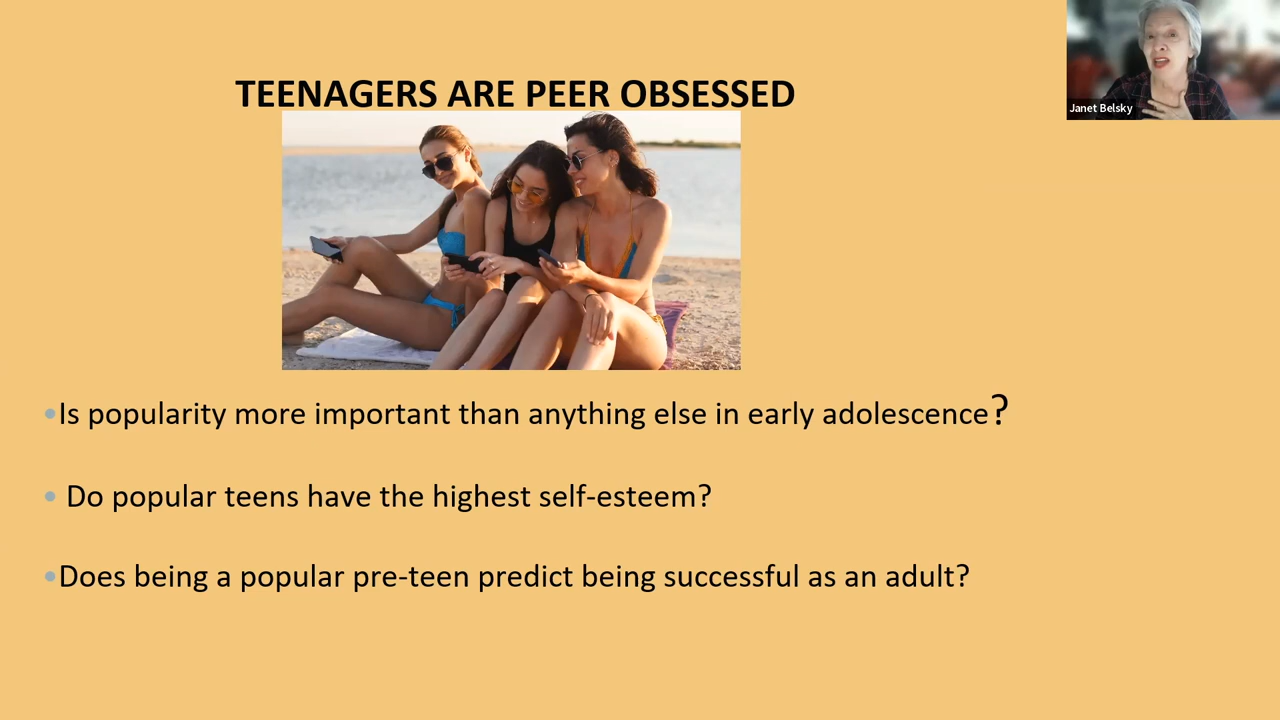 TEENAGERS ARE PEER OBSESSED
Janet Belsky
•Is popularity more important than anything else in early adolescence?
• Do popular teens have the highest self-esteem?
•Does being a popular pre-teen predict being successful as an adult?